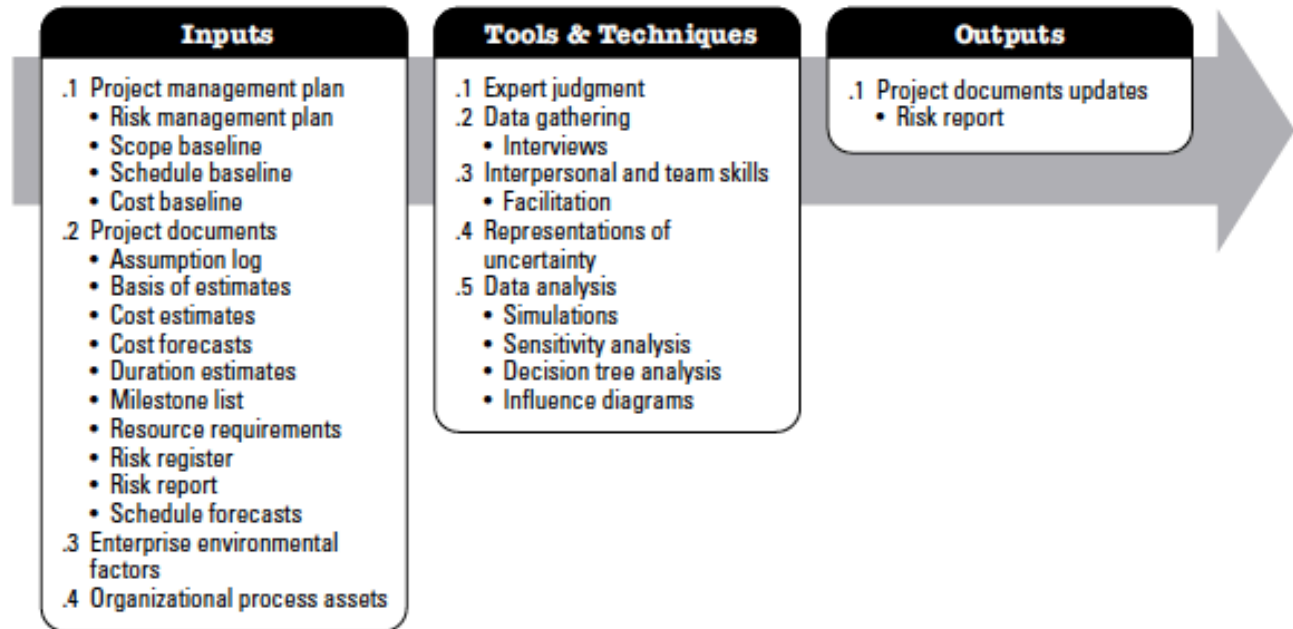 Inputs
.1 Project management plan
• Risk management plan
• Scope baseline
• Schedule baseline
• Cost baseline
.2 Project documents
• Assumption log
• Basis of estimates
• Cost estimates
• Cost forecasts
• Duration estimates
• Milestone list
• Resource requirements
• Risk register
• Risk report
• Schedule forecasts
.3 Enterprise environmental
factors
.4 Organizational process assets
Tools & Techniques
.1 Expert judgment
.2 Data gathering
• Interviews
.3 Interpersonal and team skills
• Facilitation
.4 Representations of
uncertainty
.5 Data analysis
• Simulations
• Sensitivity analysis
• Decision tree analysis
• Influence diagrams
Outputs
.1 Project documents updates
• Risk report